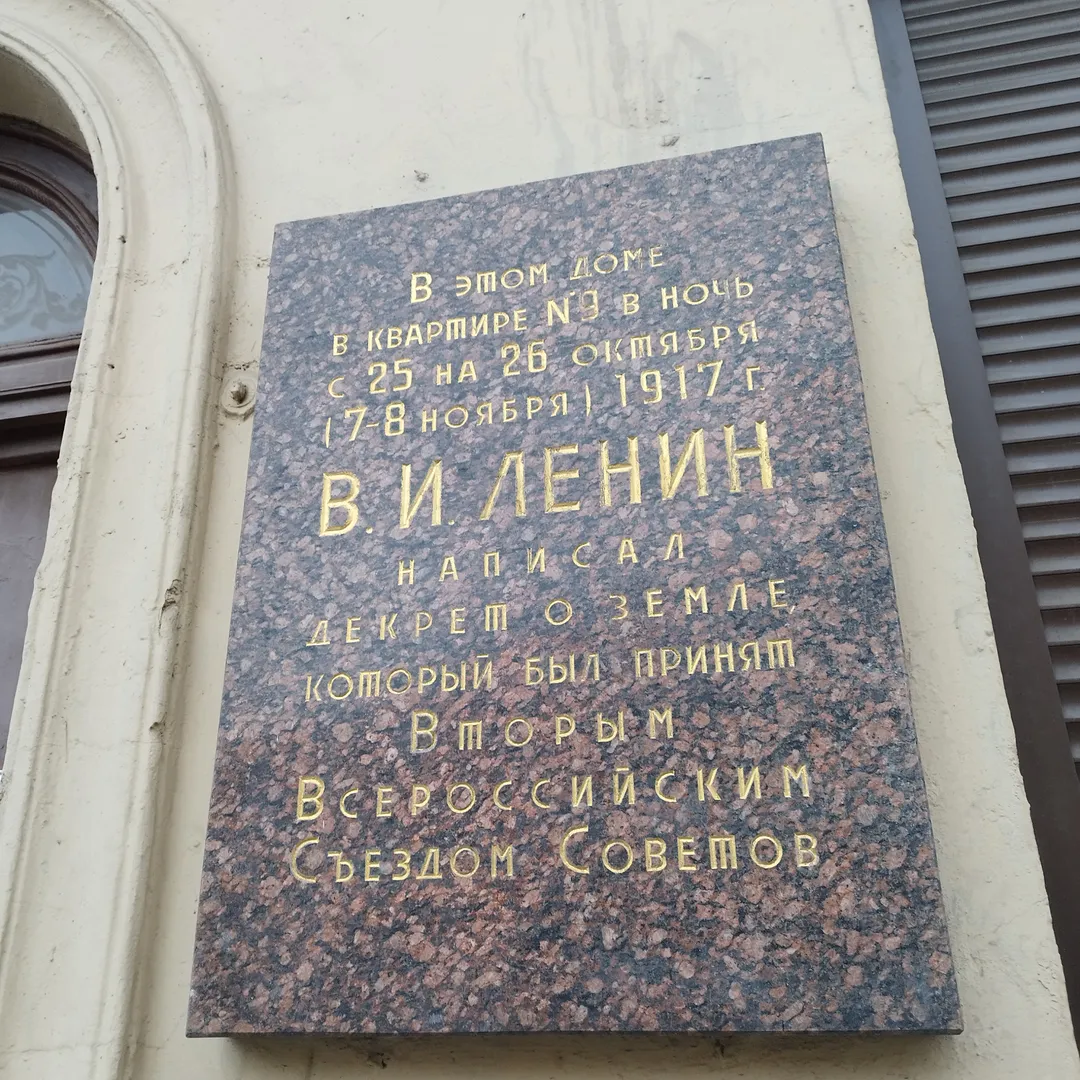 В этом доме
в квартире №9 в ночь
с 25 на 26 октября
(7-8 ноября) 1917 г.
В. И. ЛЕНИН
написал
декрет о земле,
который был принят
Вторым
Всероссийским
Съездом Советов